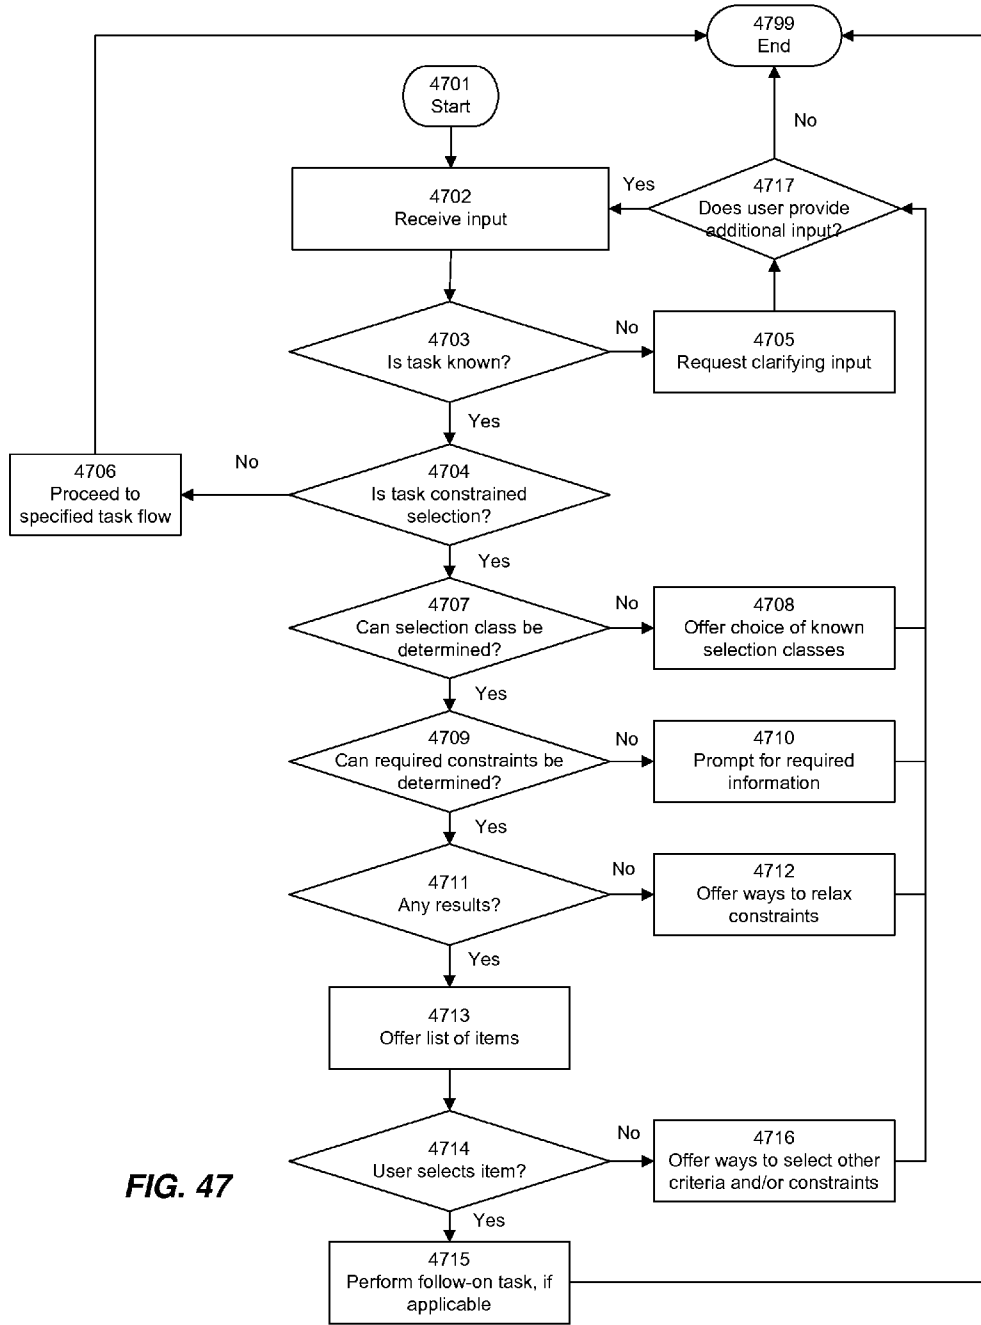 4799
End
4701
Start
No
4702
Receive input
Yes
4717
Does user provide
additional input?
4703
Is task known?
No
4705
Request clarifying input
Yes
4706
Proceed to
specified task flow
No
4704
Is task constrained
selection?
Yes
4707
Can selection class be
determined?
No
4708
Offer choice of known
selection classes
Yes
4709
Can required constraints be
determined?
No
4710
Prompt for required
information
Yes
4711
Any results?
No
4712
Offer ways to relax
constraints
Yes
4713
Offer list of items
4714
User selects item?
No
4716
Offer ways to select other
criteria and/or constraints
FIG. 47
Yes
4715
Perform follow-on task, if
applicable